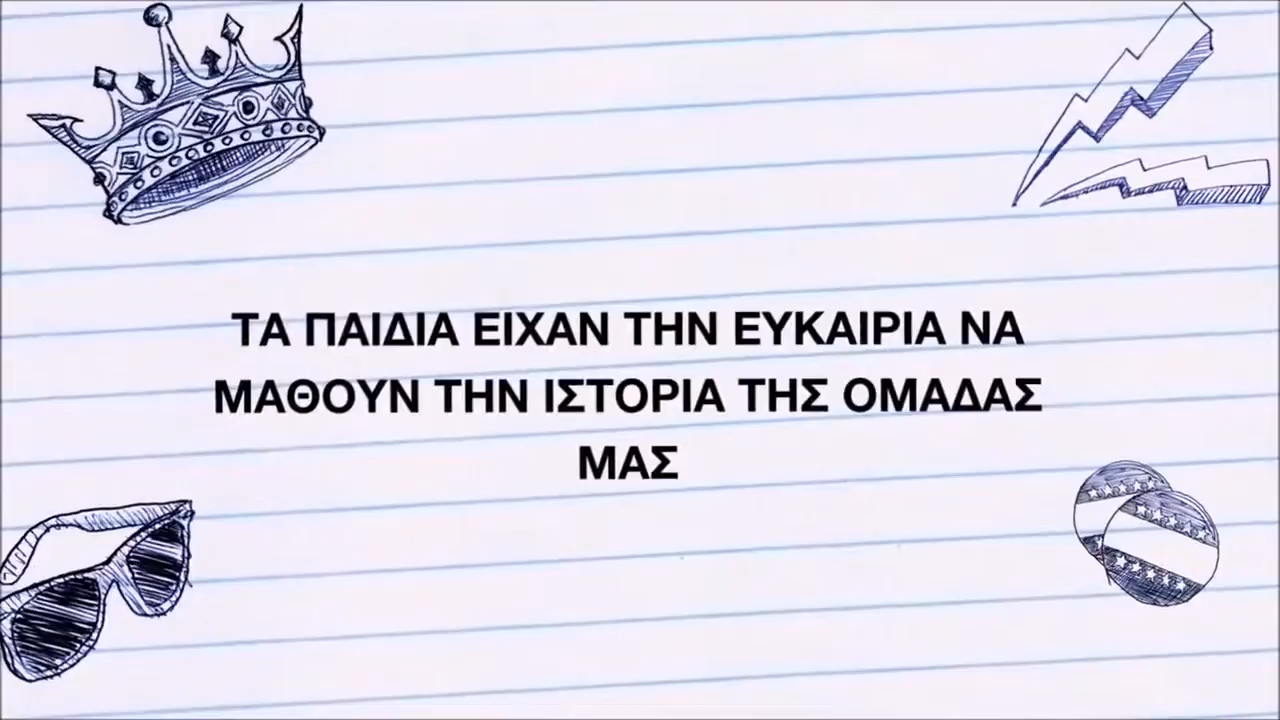 ΤΑ ΠΑΙΔΙΑ ΕΙΧΑΝ ΤΗΝ ΕΥΚΑΙΡΙΑ ΝΑ
ΜΑΘΟΥΝ ΤΗΝ ΙΣΤΟΡΙΑ ΤΗΣ ΟΜΑΔΑΣ
ΜΑΣ